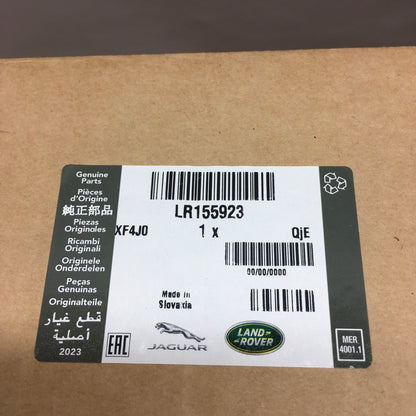 Genuine
Parts
Pièces
d'Origine
純正部品
Piezas
Originales
Ricambi
Originali
Originele
Onderdelen
Peças
Genuinas
Originalteile
قطع غيار
أصلية
2023
LR155923
XF4J0 1 x QjE
00/00/0000
Made in
Slovakia
EAC
JAGUAR
LAND-
-ROVER
MER
4001.1